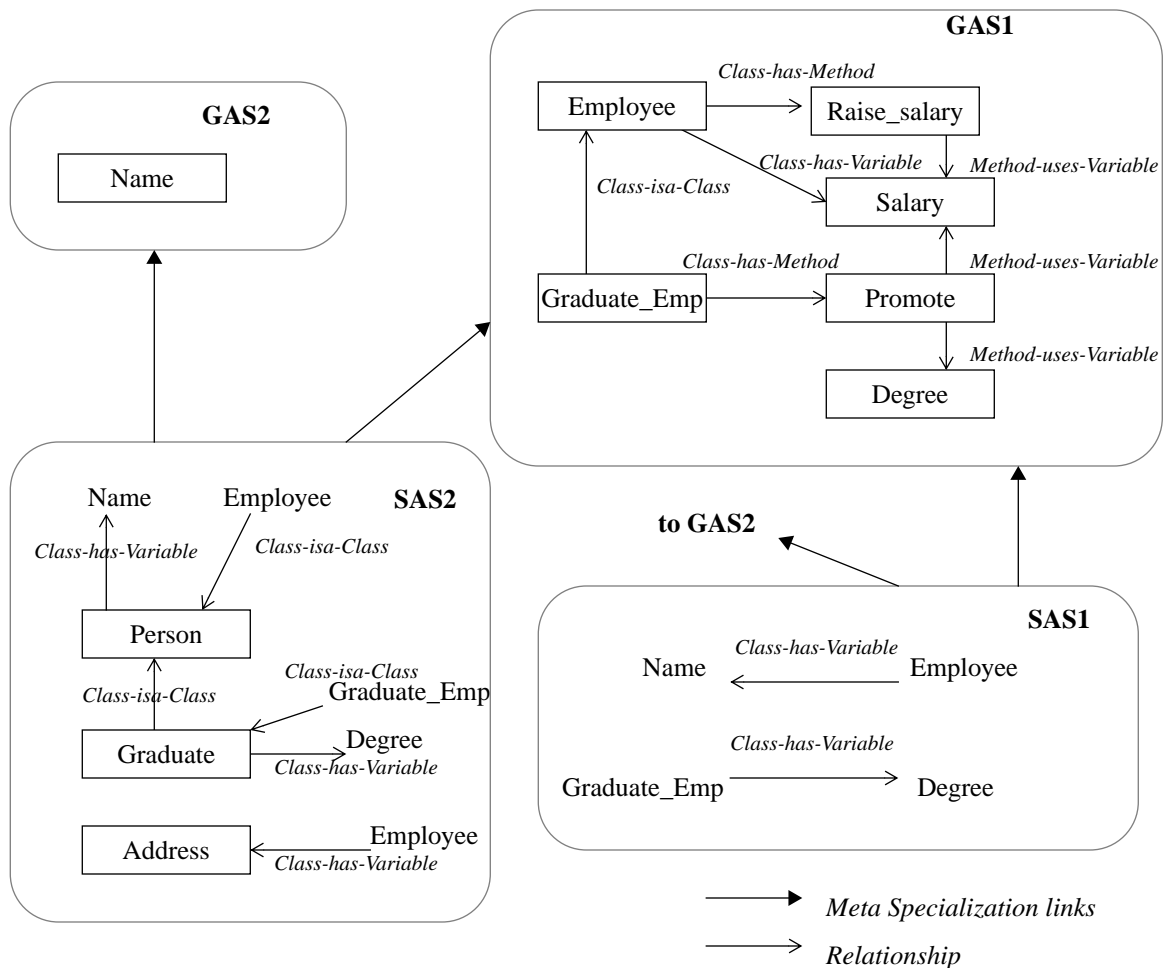 GAS1
Class-has-Method
Employee
Raise_salary
Class-has-Variable
Method-uses-Variable
Class-isa-Class
Salary
Class-has-Method
Method-uses-Variable
Graduate_Emp
Promote
Method-uses-Variable
Degree
GAS2
Name
SAS2
Name
Employee
Class-has-Variable
Class-isa-Class
Person
Class-isa-Class
Class-isa-Class
Graduate_Emp
Graduate
Degree
Class-has-Variable
Employee
Address
Class-has-Variable
to GAS2
SAS1
Class-has-Variable
Name
Employee
Class-has-Variable
Graduate_Emp
Degree
Meta Specialization links
Relationship